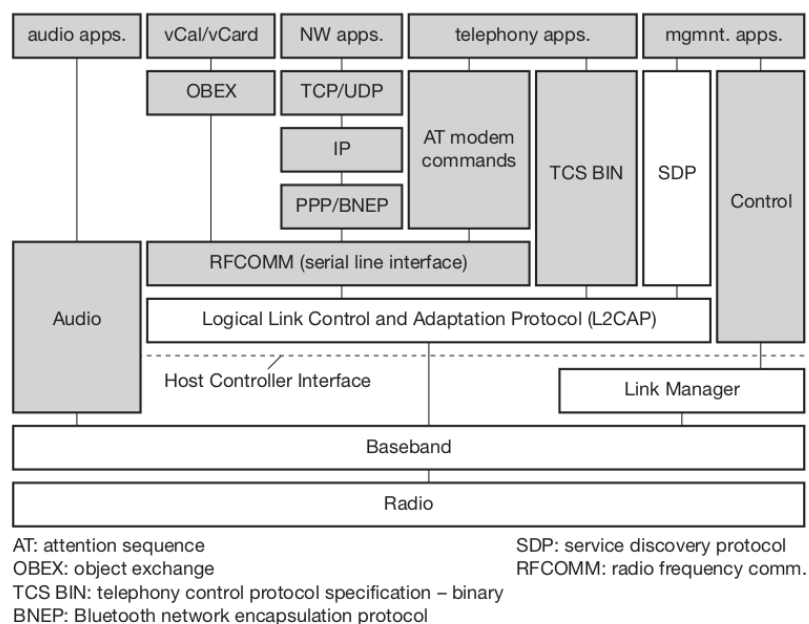 audio apps.
vCal/vCard
NW apps.
telephony apps.
mgmnt. apps.
OBEX
TCP/UDP
AT modem
commands
TCS BIN
SDP
Control
IP
PPP/BNEP
RFCOMM (serial line interface)
Audio
Logical Link Control and Adaptation Protocol (L2CAP)
Host Controller Interface
Link Manager
Baseband
Radio
AT: attention sequence
OBEX: object exchange
TCS BIN: telephony control protocol specification – binary
BNEP: Bluetooth network encapsulation protocol
SDP: service discovery protocol
RFCOMM: radio frequency comm.